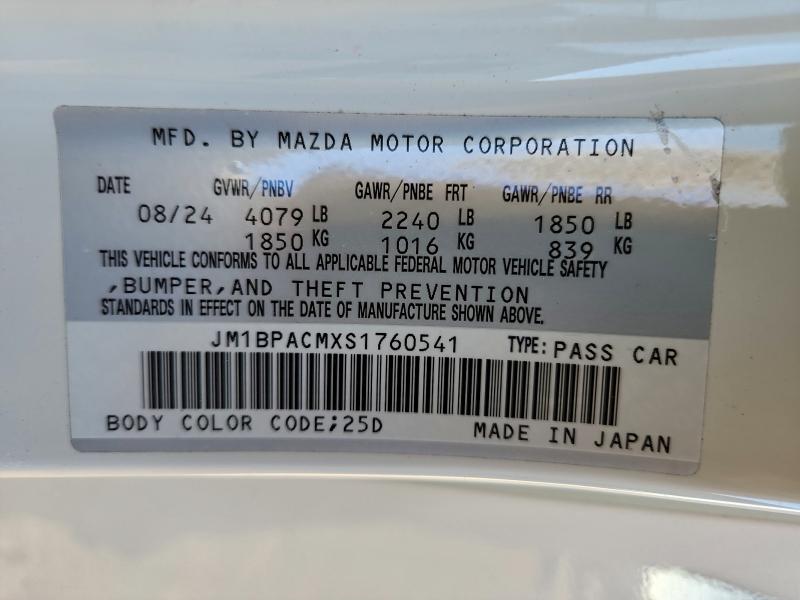 MFD. BY MAZDA MOTOR CORPORATION
DATE GVWR/PNBV GAWR/PNBE FRT GAWR/PNBE RR
08/24 4079 LB 2240 LB 1850 LB
1850 KG 1016 KG 839 KG
THIS VEHICLE CONFORMS TO ALL APPLICABLE FEDERAL MOTOR VEHICLE SAFETY
,BUMPER,AND THEFT PREVENTION
STANDARDS IN EFFECT ON THE DATE OF MANUFACTURE SHOWN ABOVE.
JM1BPACMXS1760541 TYPE: PASS CAR
BODY COLOR CODE;25D MADE IN JAPAN